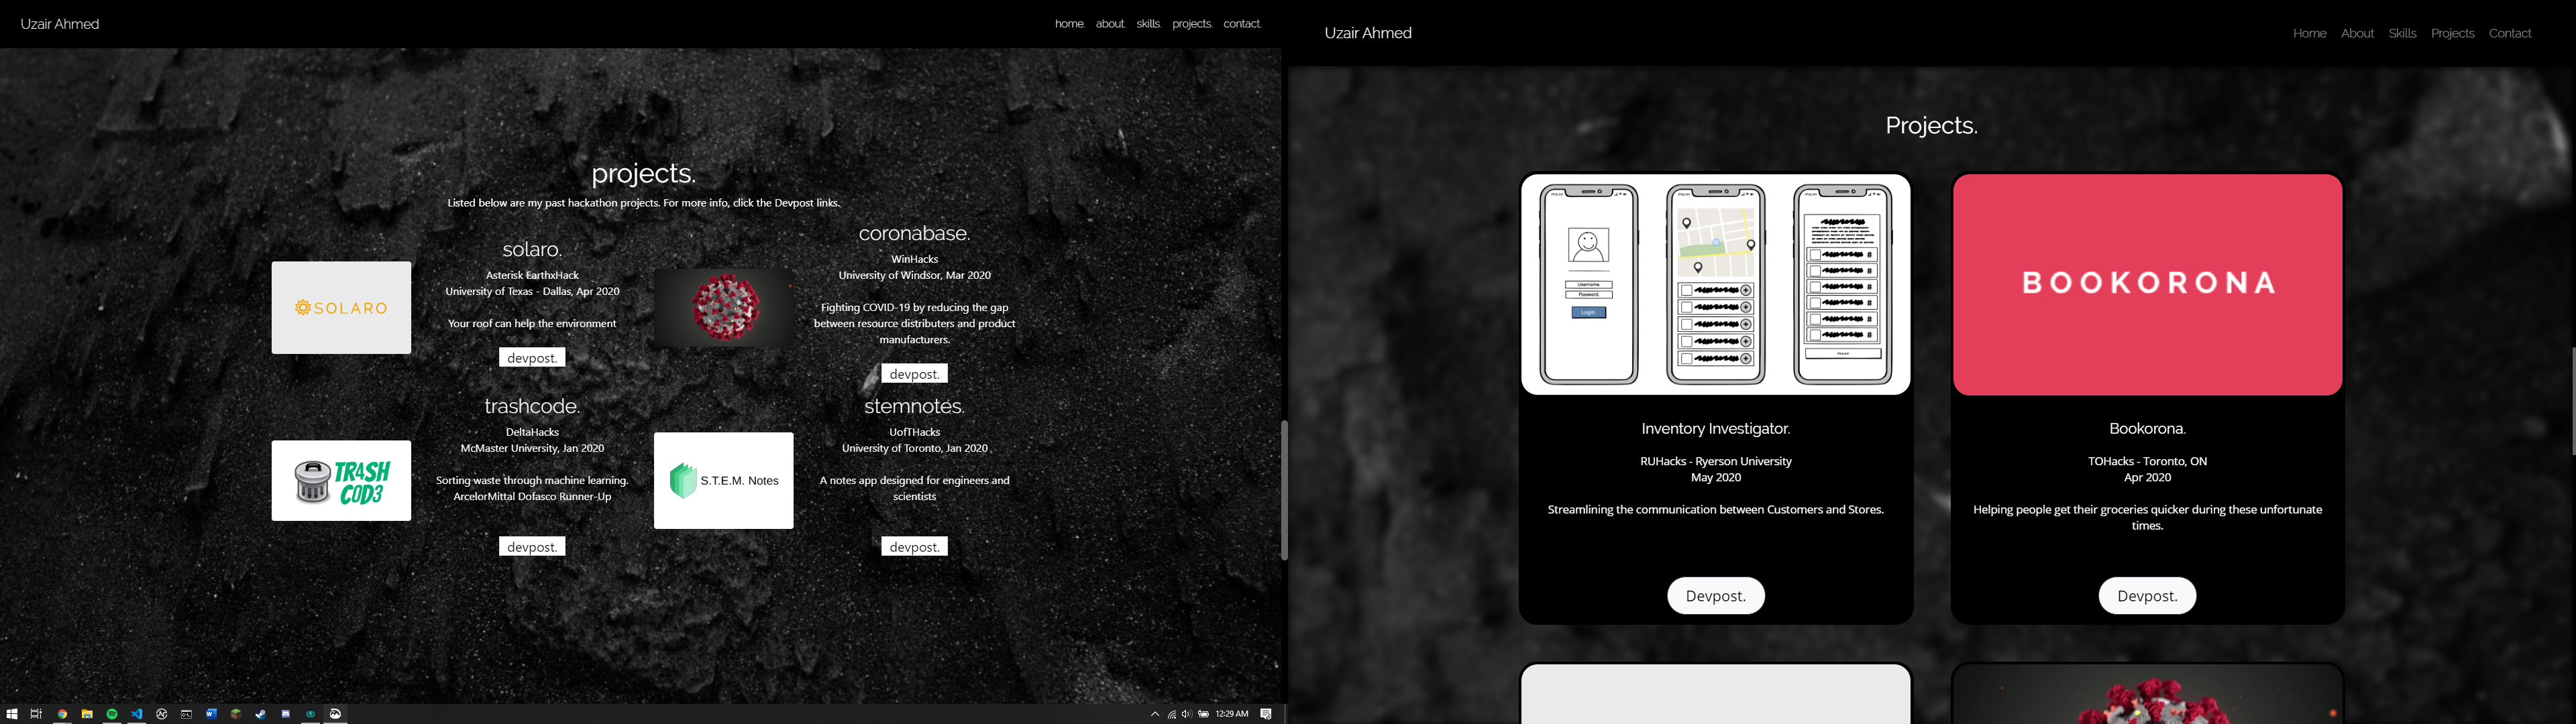 Uzair Ahmed
home. about. skills. projects. contact.
projects.
Listed below are my past hackathon projects. For more info, click the Devpost links.
SOLARO
solaro.
Asterisk EarthxHack
University of Texas - Dallas, Apr 2020
Your roof can help the environment
devpost.
coronabase.
WinHacks
University of Windsor, Mar 2020
Fighting COVID-19 by reducing the gap
between resource distributers and product
manufacturers.
devpost.
TR4SH
COD3
trashcode.
DeltaHacks
McMaster University, Jan 2020
Sorting waste through machine learning.
ArcelorMittal Dofasco Runner-Up
devpost.
S.T.E.M. Notes
stemnotes.
UofTHacks
University of Toronto, Jan 2020
A notes app designed for engineers and
scientists
devpost.
12:29 AM
Uzair Ahmed
Home About Skills Projects Contact
Projects.
Username
Password
Login
Request
Inventory Investigator.
RUHacks - Ryerson University
May 2020
Streamlining the communication between Customers and Stores.
Devpost.
BOOKORONA
Bookorona.
TOHacks - Toronto, ON
Apr 2020
Helping people get their groceries quicker during these unfortunate
times.
Devpost.